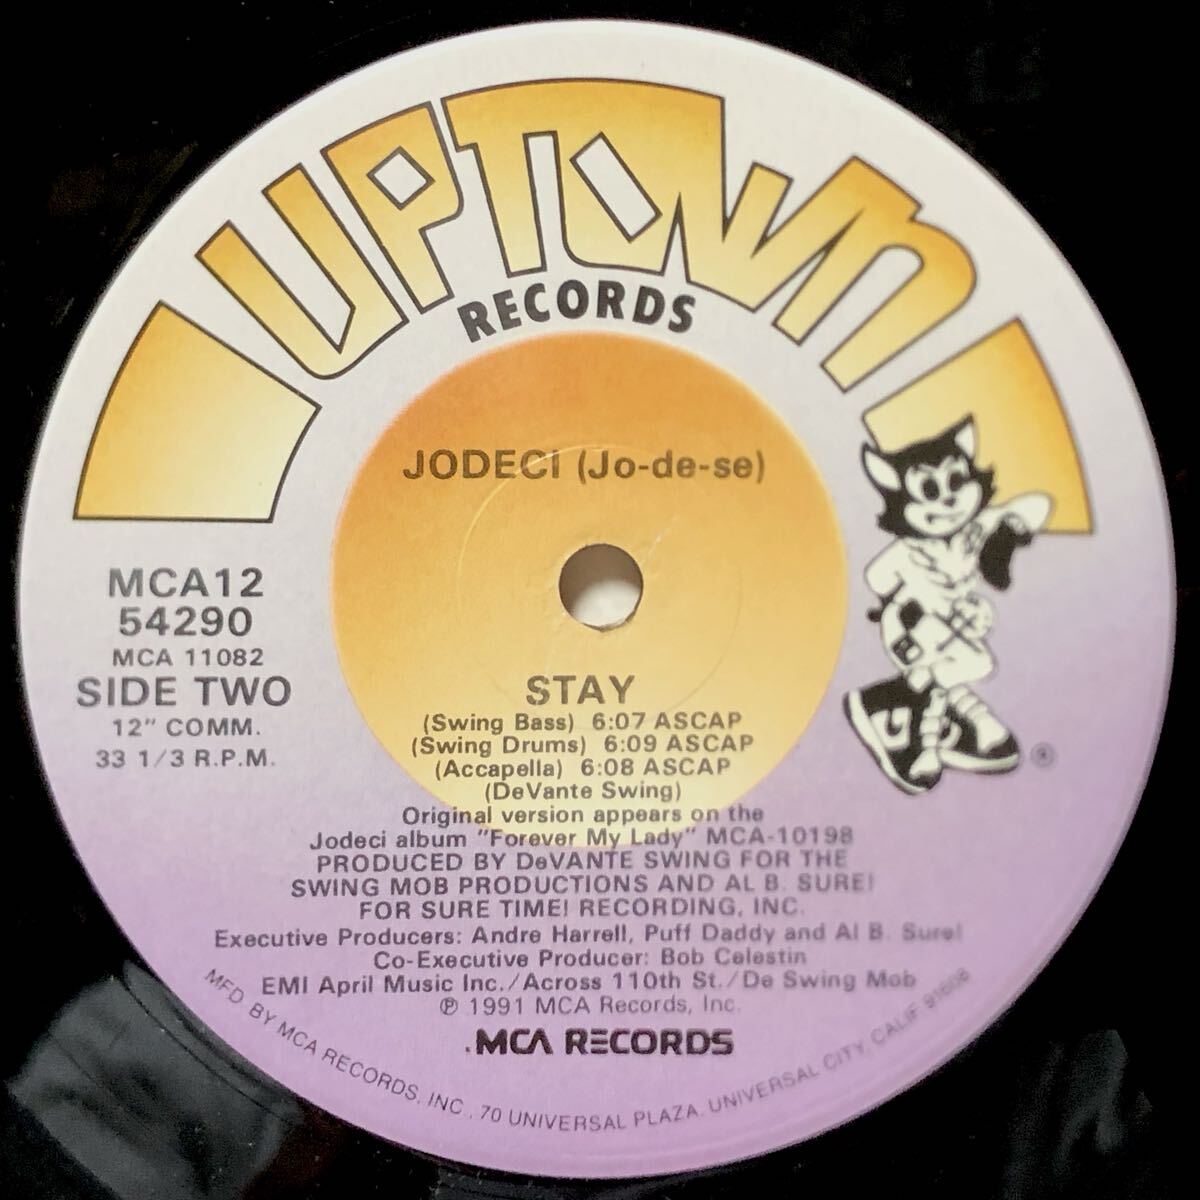 UPTOWN
RECORDS
JODECI (Jo-de-se)
MCA12
54290
MCA 11082
SIDE TWO
12" COMM.
33 1/3 R.P.M.
®
STAY
(Swing Bass) 6:07 ASCAP
(Swing Drums) 6:09 ASCAP
(Accapella) 6:08 ASCAP
(DeVante Swing)
Original version appears on the
Jodeci album "Forever My Lady" MCA-10198
PRODUCED BY DeVANTE SWING FOR THE
SWING MOB PRODUCTIONS AND AL B. SURE!
FOR SURE TIME! RECORDING, INC.
Executive Producers: Andre Harrell, Puff Daddy and Al B. Sure!
Co-Executive Producer: Bob Celestin
EMI April Music Inc./Across 110th St./De Swing Mob
℗ 1991 MCA Records, Inc.
.MCA RECORDS
MFD. BY MCA RECORDS, INC., 70 UNIVERSAL PLAZA, UNIVERSAL CITY, CALIF 91608